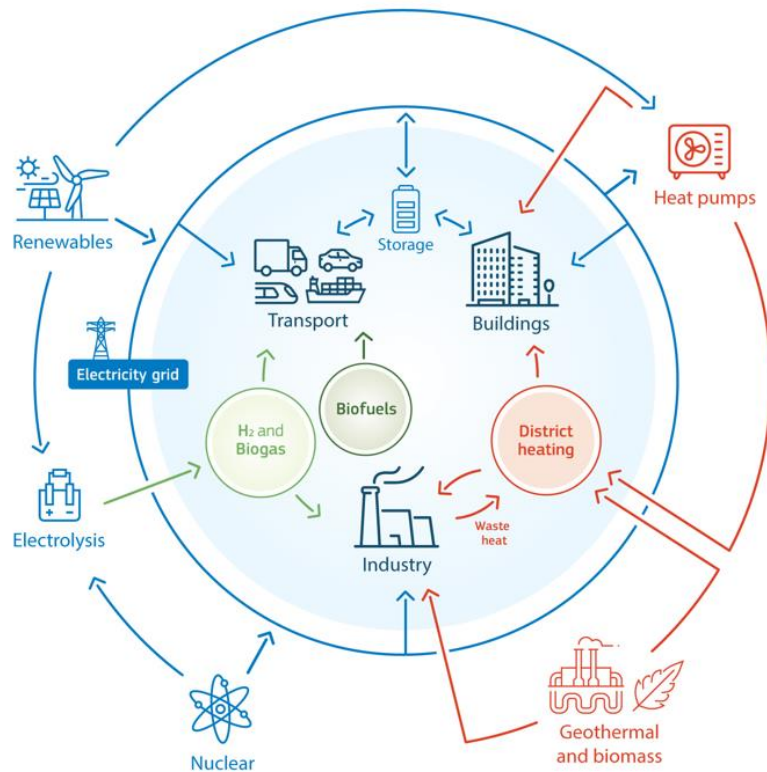 Heat pumps
Renewables
Storage
Transport
Buildings
Electricity grid
Biofuels
H₂ and
Biogas
District
heating
Electrolysis
Waste
heat
Industry
Geothermal
and biomass
Nuclear